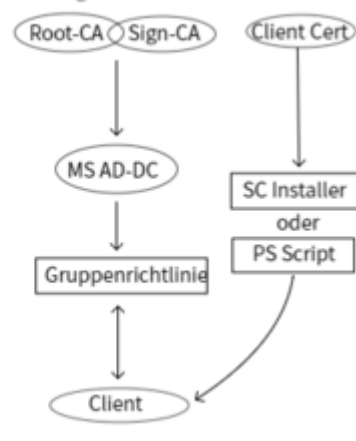 Root-CA Sign-CA
Client Cert
MS AD-DC
SC Installer
oder
PS Script
Gruppenrichtlinie
Client